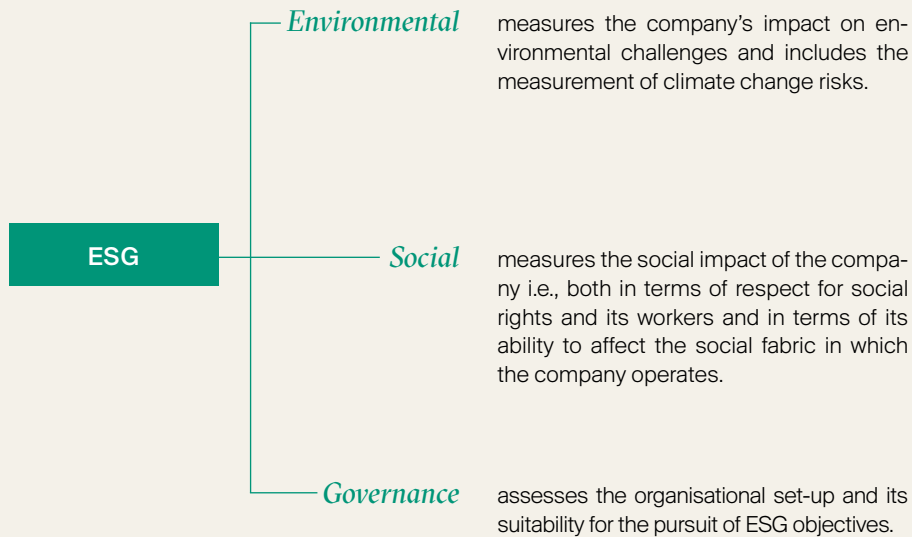 Environmental
measures the company’s impact on en-
vironmental challenges and includes the
measurement of climate change risks.
ESG
Social
measures the social impact of the compa-
ny i.e., both in terms of respect for social
rights and its workers and in terms of its
ability to affect the social fabric in which
the company operates.
Governance
assesses the organisational set-up and its
suitability for the pursuit of ESG objectives.